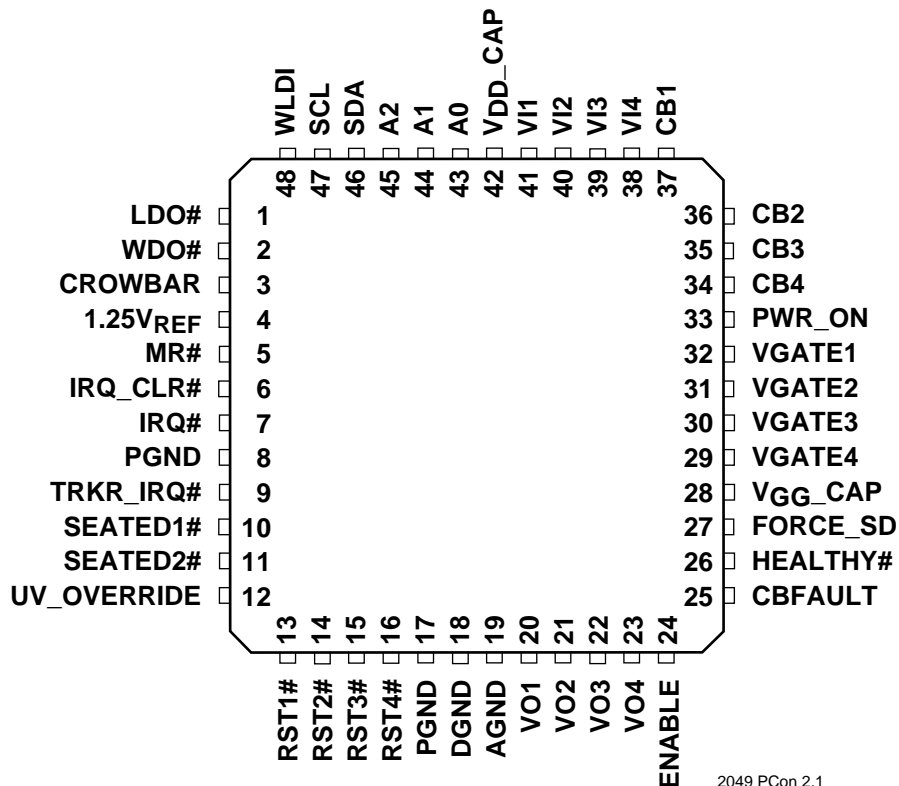 WLDI
SCL
SDA
A2
A1
A0
VDD_CAP
VI1
VI2
VI3
VI4
CB1
48 47 46 45 44 43 42 41 40 39 38 37
LDO# 1 36 CB2
WDO# 2 35 CB3
CROWBAR 3 34 CB4
1.25VREF 4 33 PWR_ON
MR# 5 32 VGATE1
IRQ_CLR# 6 31 VGATE2
IRQ# 7 30 VGATE3
PGND 8 29 VGATE4
TRKR_IRQ# 9 28 VGG_CAP
SEATED1# 10 27 FORCE_SD
SEATED2# 11 26 HEALTHY#
UV_OVERRIDE 12 25 CBFAULT
13 14 15 16 17 18 19 20 21 22 23 24
RST1#
RST2#
RST3#
RST4#
PGND
DGND
AGND
VO1
VO2
VO3
VO4
ENABLE
2049 PCon 2.1